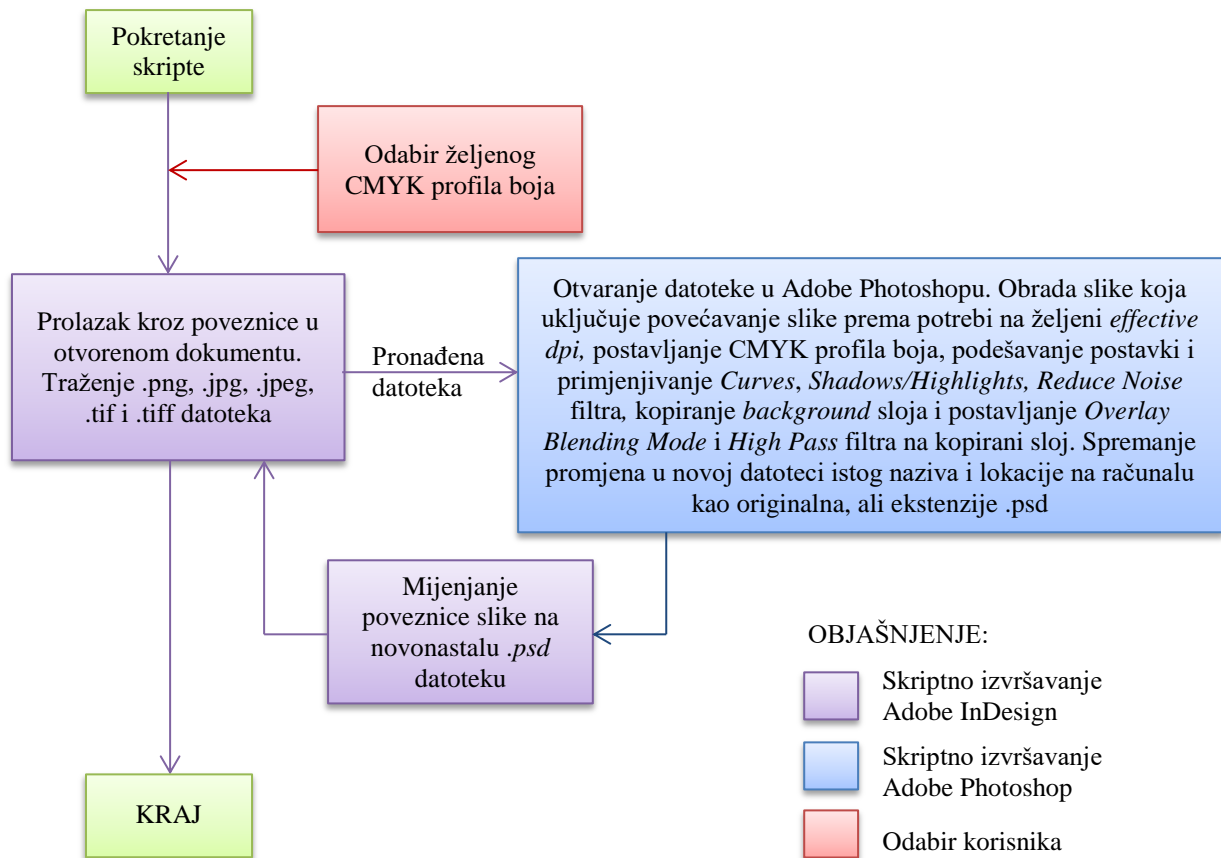 Pokretanje
skripte
Odabir željenog
CMYK profila boja
Prolazak kroz poveznice u
otvorenom dokumentu.
Traženje .png, .jpg, .jpeg,
.tif i .tiff datoteka
Pronađena
datoteka
Otvaranje datoteke u Adobe Photoshopu. Obrada slike koja
uključuje povećavanje slike prema potrebi na željeni effective
dpi, postavljanje CMYK profila boja, podešavanje postavki i
primjenjivanje Curves, Shadows/Highlights, Reduce Noise
filtra, kopiranje background sloja i postavljanje Overlay
Blending Mode i High Pass filtra na kopirani sloj. Spremanje
promjena u novoj datoteci istog naziva i lokacije na računalu
kao originalna, ali ekstenzije .psd
Mijenjanje
poveznice slike na
novonastalu .psd
datoteku
KRAJ
OBJAŠNJENJE:
Skriptno izvršavanje
Adobe InDesign
Skriptno izvršavanje
Adobe Photoshop
Odabir korisnika